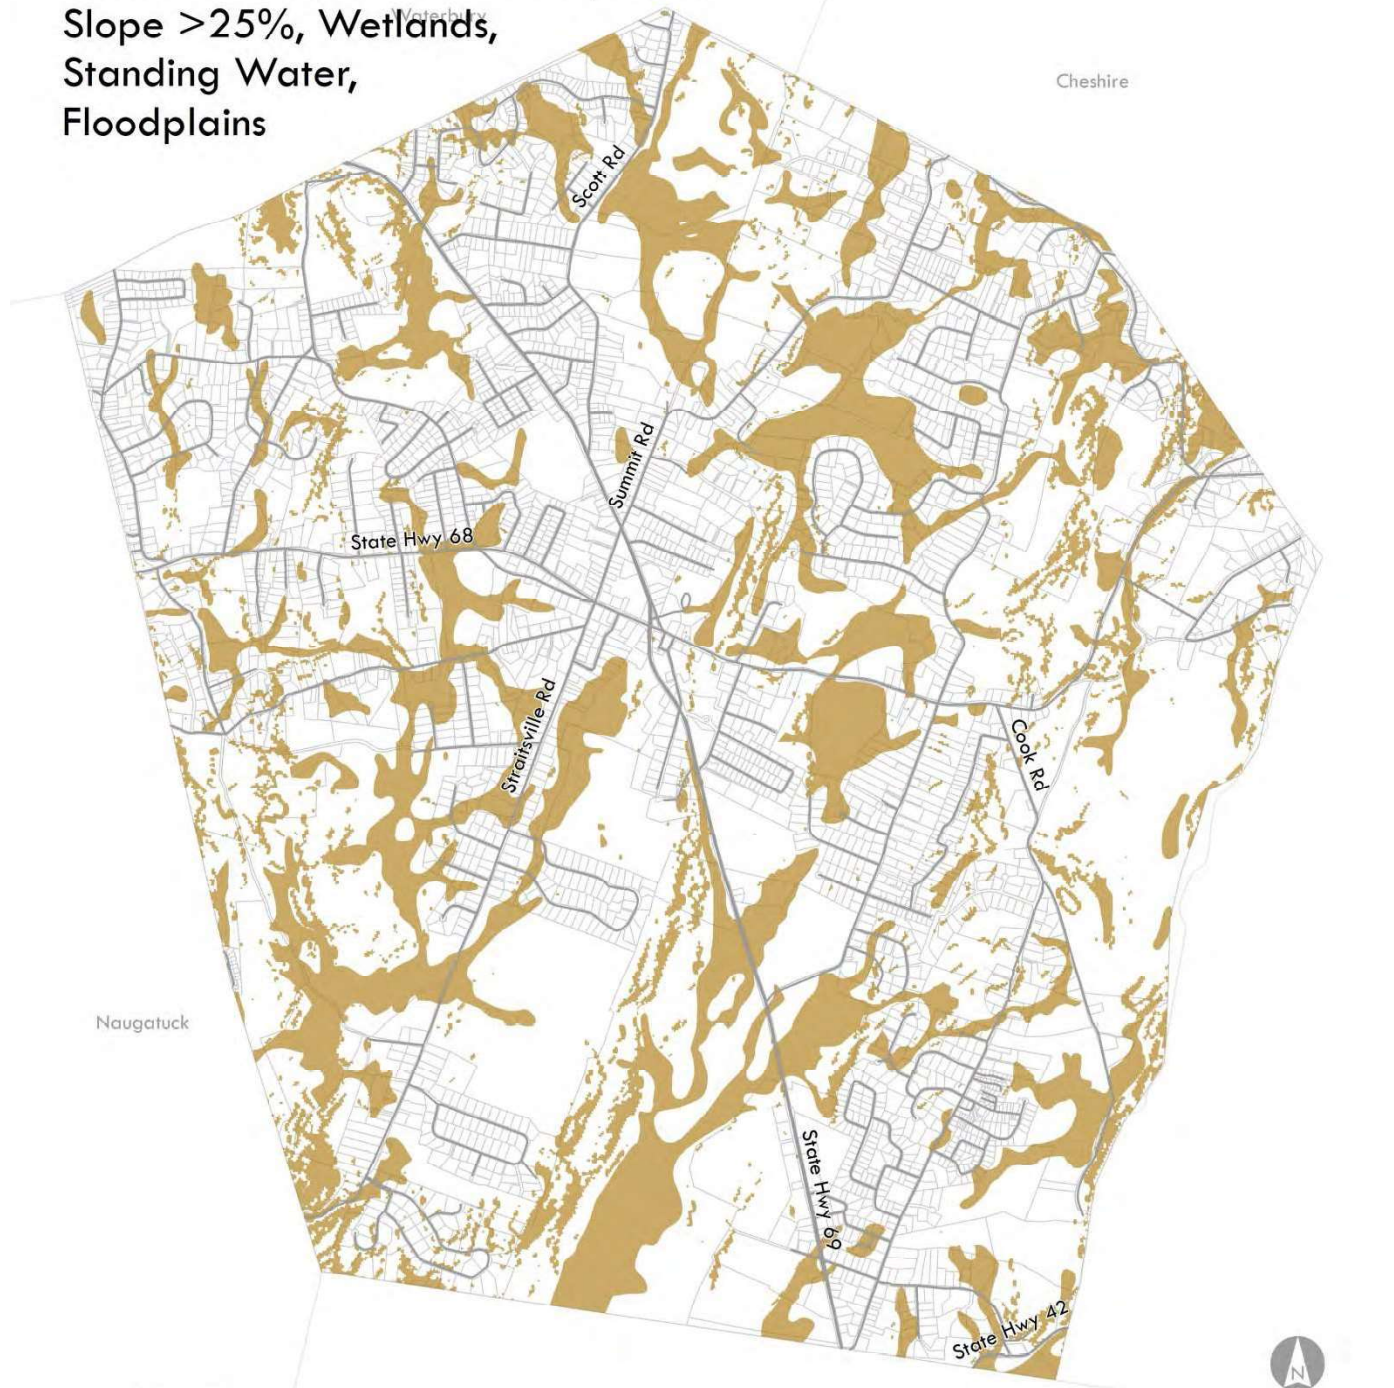 Waterbury
Slope >25%, Wetlands,
Standing Water,
Floodplains
Cheshire
Scott Rd
Summit Rd
State Hwy 68
Straitsville Rd
Cook Rd
Naugatuck
State Hwy 69
State Hwy 42
N